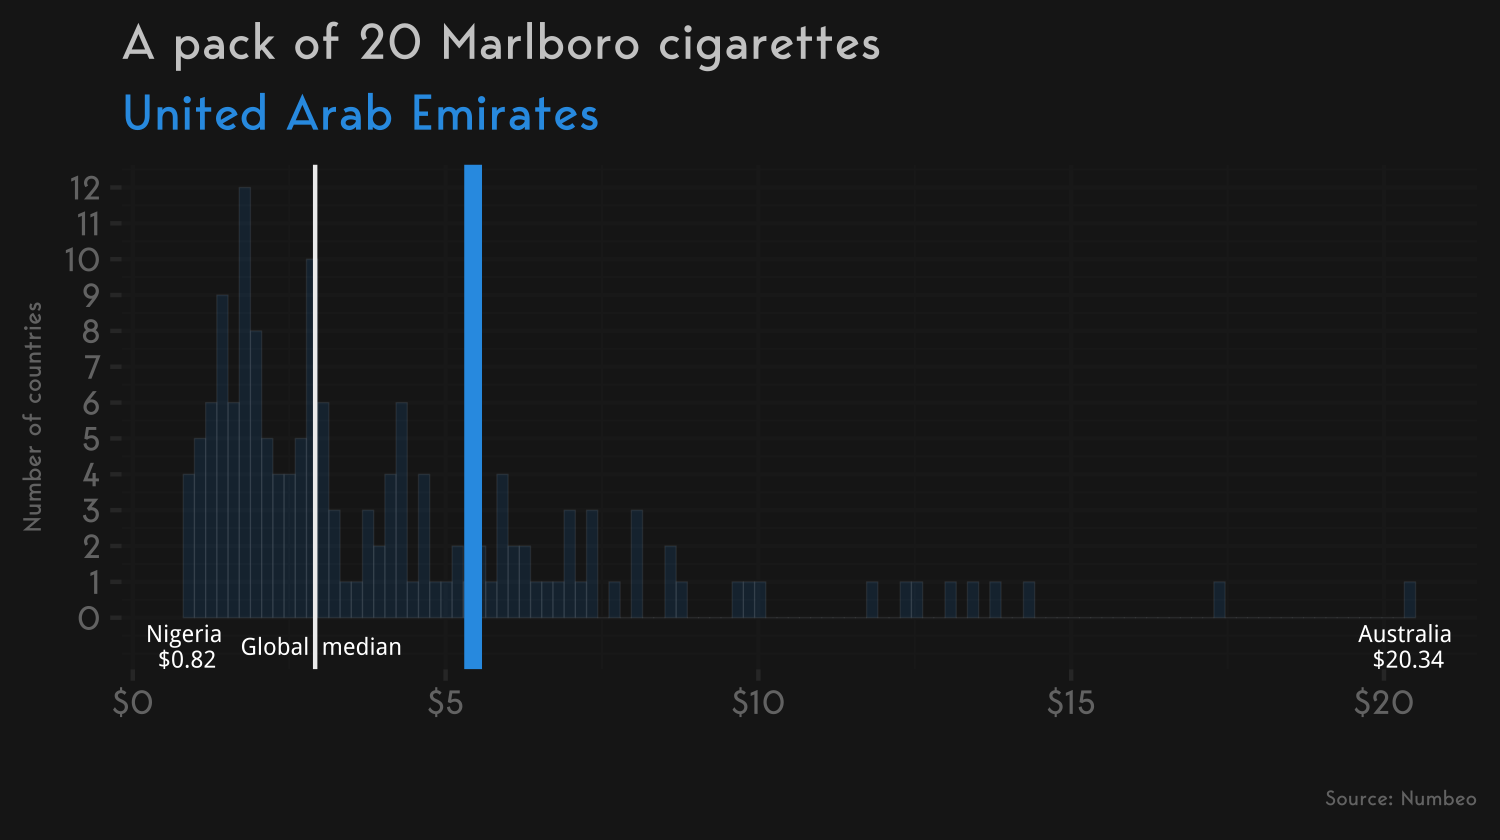 A pack of 20 Marlboro cigarettes
United Arab Emirates
Number of countries
12
11
10
9
8
7
6
5
4
3
2
1
0
Nigeria
$0.82
Global median
Australia
$20.34
$0 $5 $10 $15 $20
Source: Numbeo